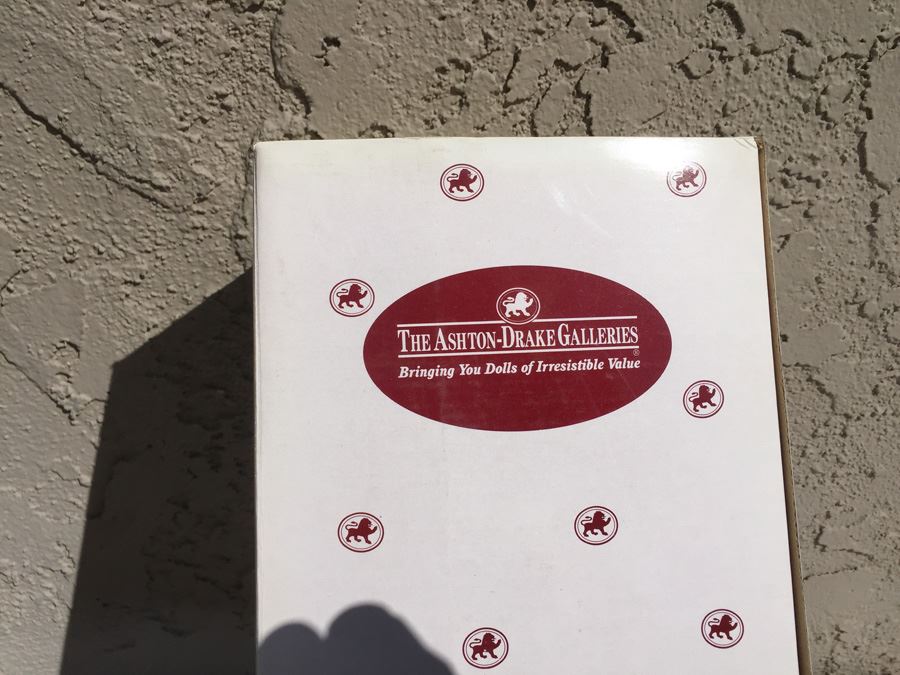 The Ashton-Drake Galleries
®
Bringing You Dolls of Irresistible Value